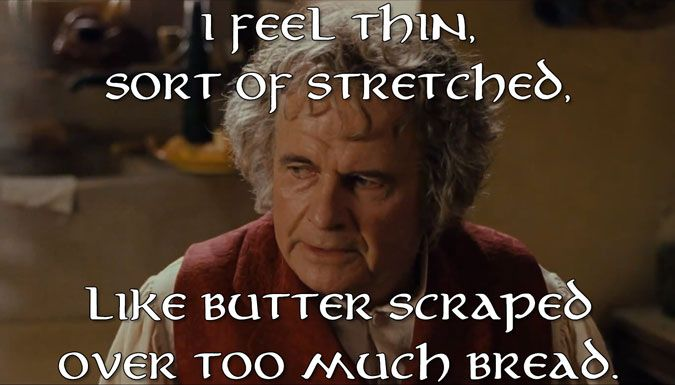 I feel thin,
sort of stretched,
Like butter scraped
over too much bread.